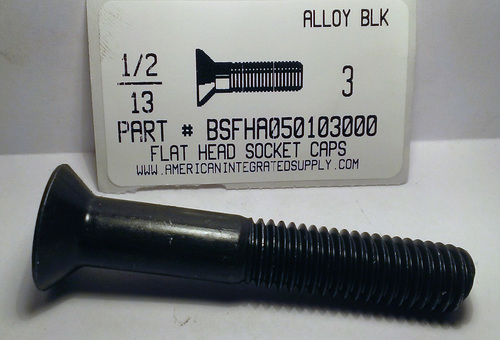 ALLOY BLK
1/2
13
3
PART # BSFHA050103000
FLAT HEAD SOCKET CAPS
WWW.AMERICANINTEGRATEDSUPPLY.COM